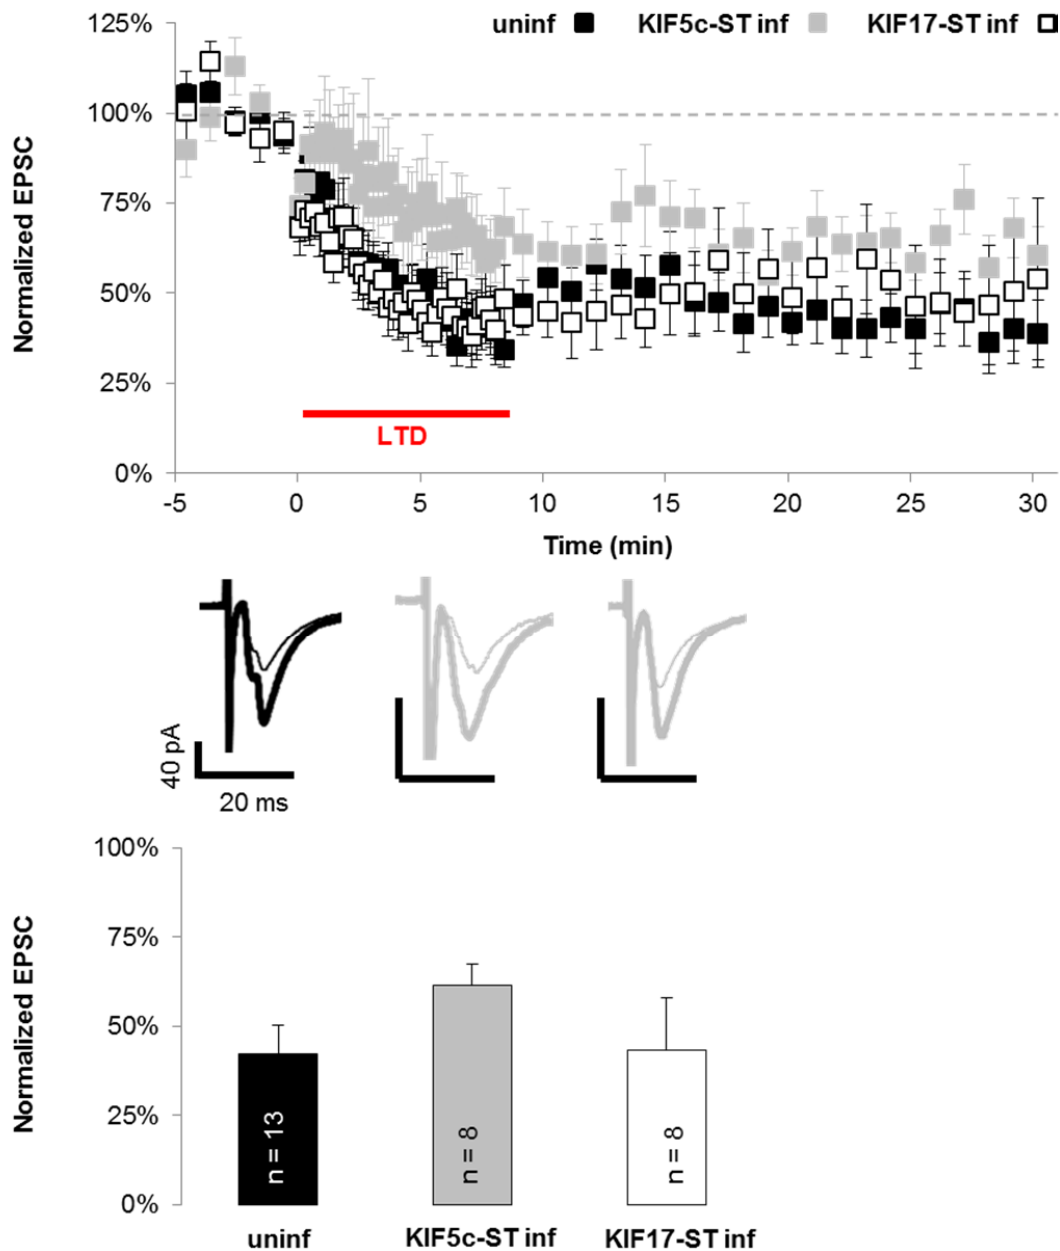 125%
uninf KIF5c-ST inf KIF17-ST inf
100%
75%
50%
25%
0%
Normalized EPSC
LTD
-5 0 5 10 15 20 25 30
Time (min)
40 pA
20 ms
100%
75%
50%
25%
0%
Normalized EPSC
n = 13
n = 8
n = 8
uninf KIF5c-ST inf KIF17-ST inf